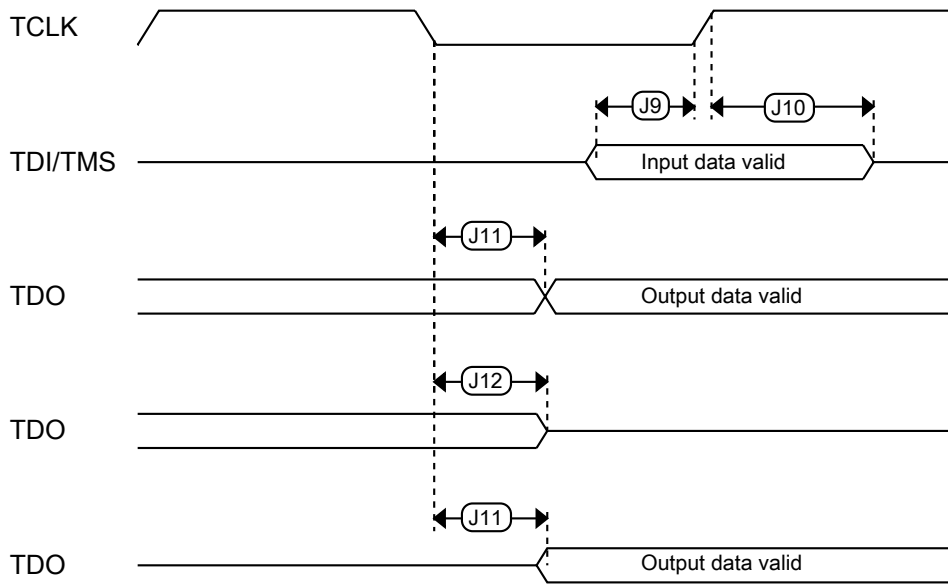 TCLK
J9
J10
TDI/TMS
Input data valid
J11
TDO
Output data valid
J12
TDO
J11
TDO
Output data valid